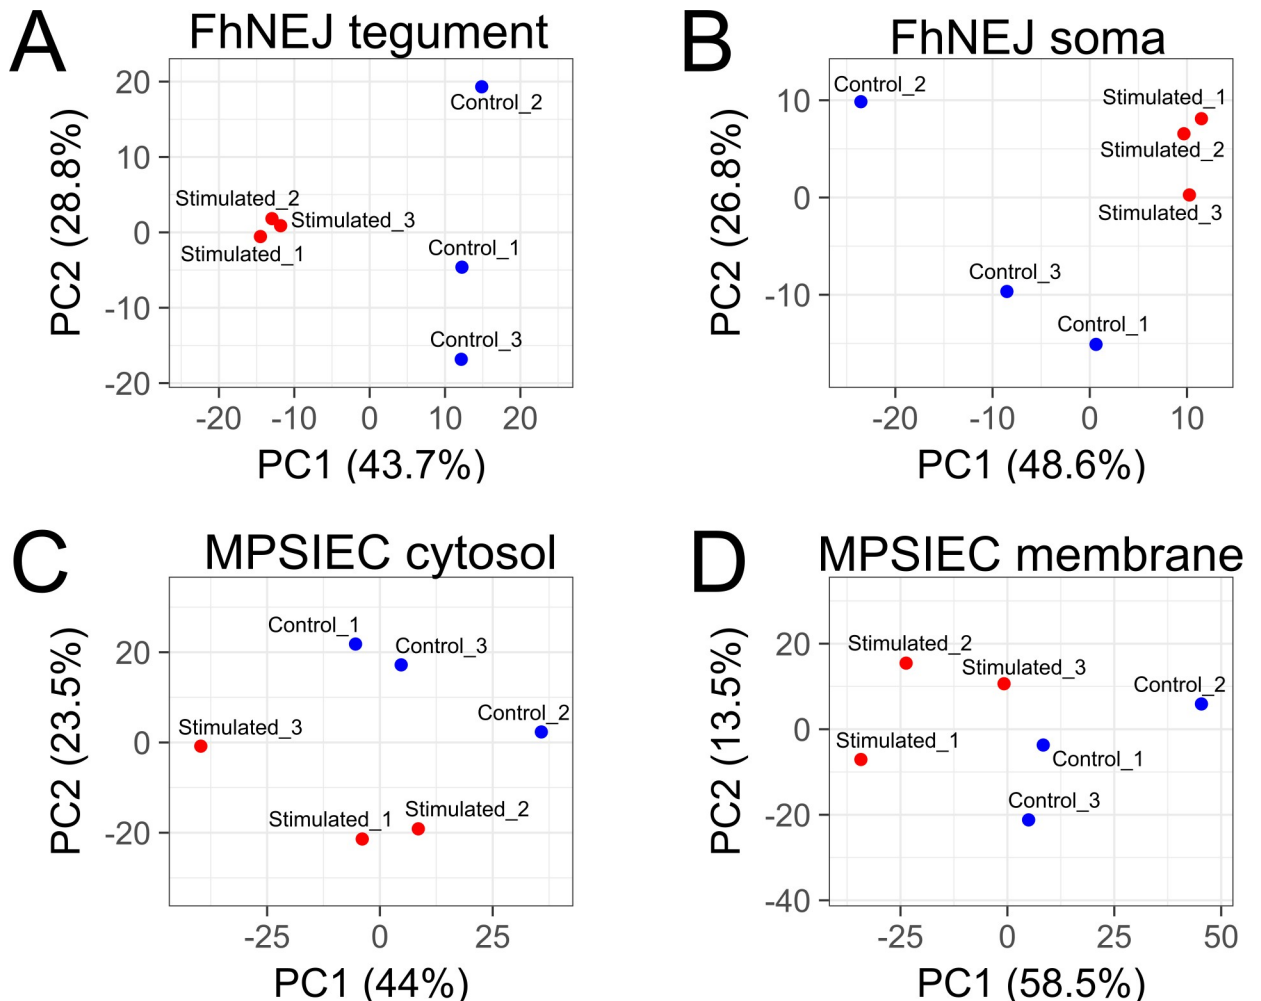 A
FhNEJ tegument
PC2 (28.8%)
20
10
0
-10
-20
Control_2
Stimulated_2
Stimulated_3
Stimulated_1
Control_1
Control_3
-20
-10
0
10
20
PC1 (43.7%)
B
FhNEJ soma
PC2 (26.8%)
10
0
-10
Control_2
Stimulated_1
Stimulated_2
Stimulated_3
Control_3
Control_1
-20
-10
0
10
PC1 (48.6%)
C
MPSIEC cytosol
PC2 (23.5%)
20
0
-20
Control_1
Control_3
Control_2
Stimulated_3
Stimulated_1
Stimulated_2
-25
0
25
PC1 (44%)
D
MPSIEC membrane
PC2 (13.5%)
20
0
-20
-40
Stimulated_2
Stimulated_3
Control_2
Stimulated_1
Control_1
Control_3
-25
0
25
50
PC1 (58.5%)